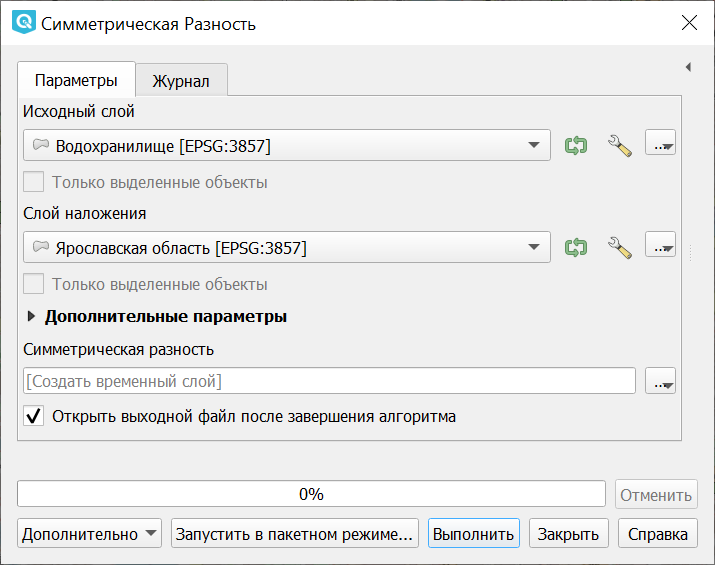 Симметрическая Разность
Параметры
Журнал
Исходный слой
Водохранилище [EPSG:3857]
...
Только выделенные объекты
Слой наложения
Ярославская область [EPSG:3857]
...
Только выделенные объекты
Дополнительные параметры
Симметрическая разность
[Создать временный слой]
...
Открыть выходной файл после завершения алгоритма
0%
Отменить
Дополнительно
Запустить в пакетном режиме...
Выполнить
Закрыть
Справка